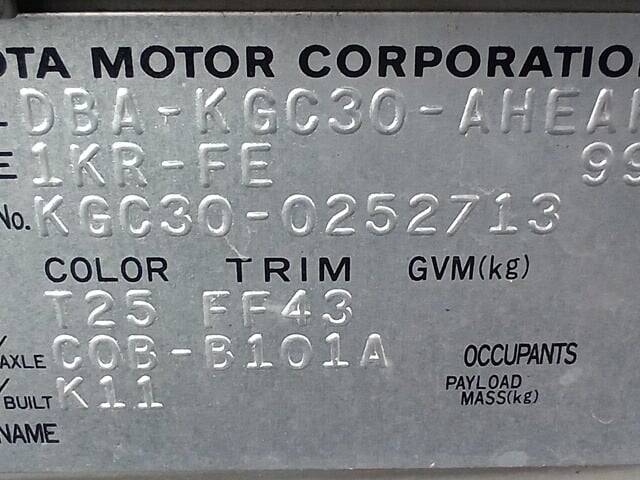 OTA MOTOR CORPORATION
L DBA-KGC30-AHEA
E 1KR-FE 99
No. KGC30-0252713
COLOR TRIM GVM(kg)
T25 FF43
/AXLE C0B-B101A OCCUPANTS
/BUILT K11 PAYLOAD MASS(kg)
NAME